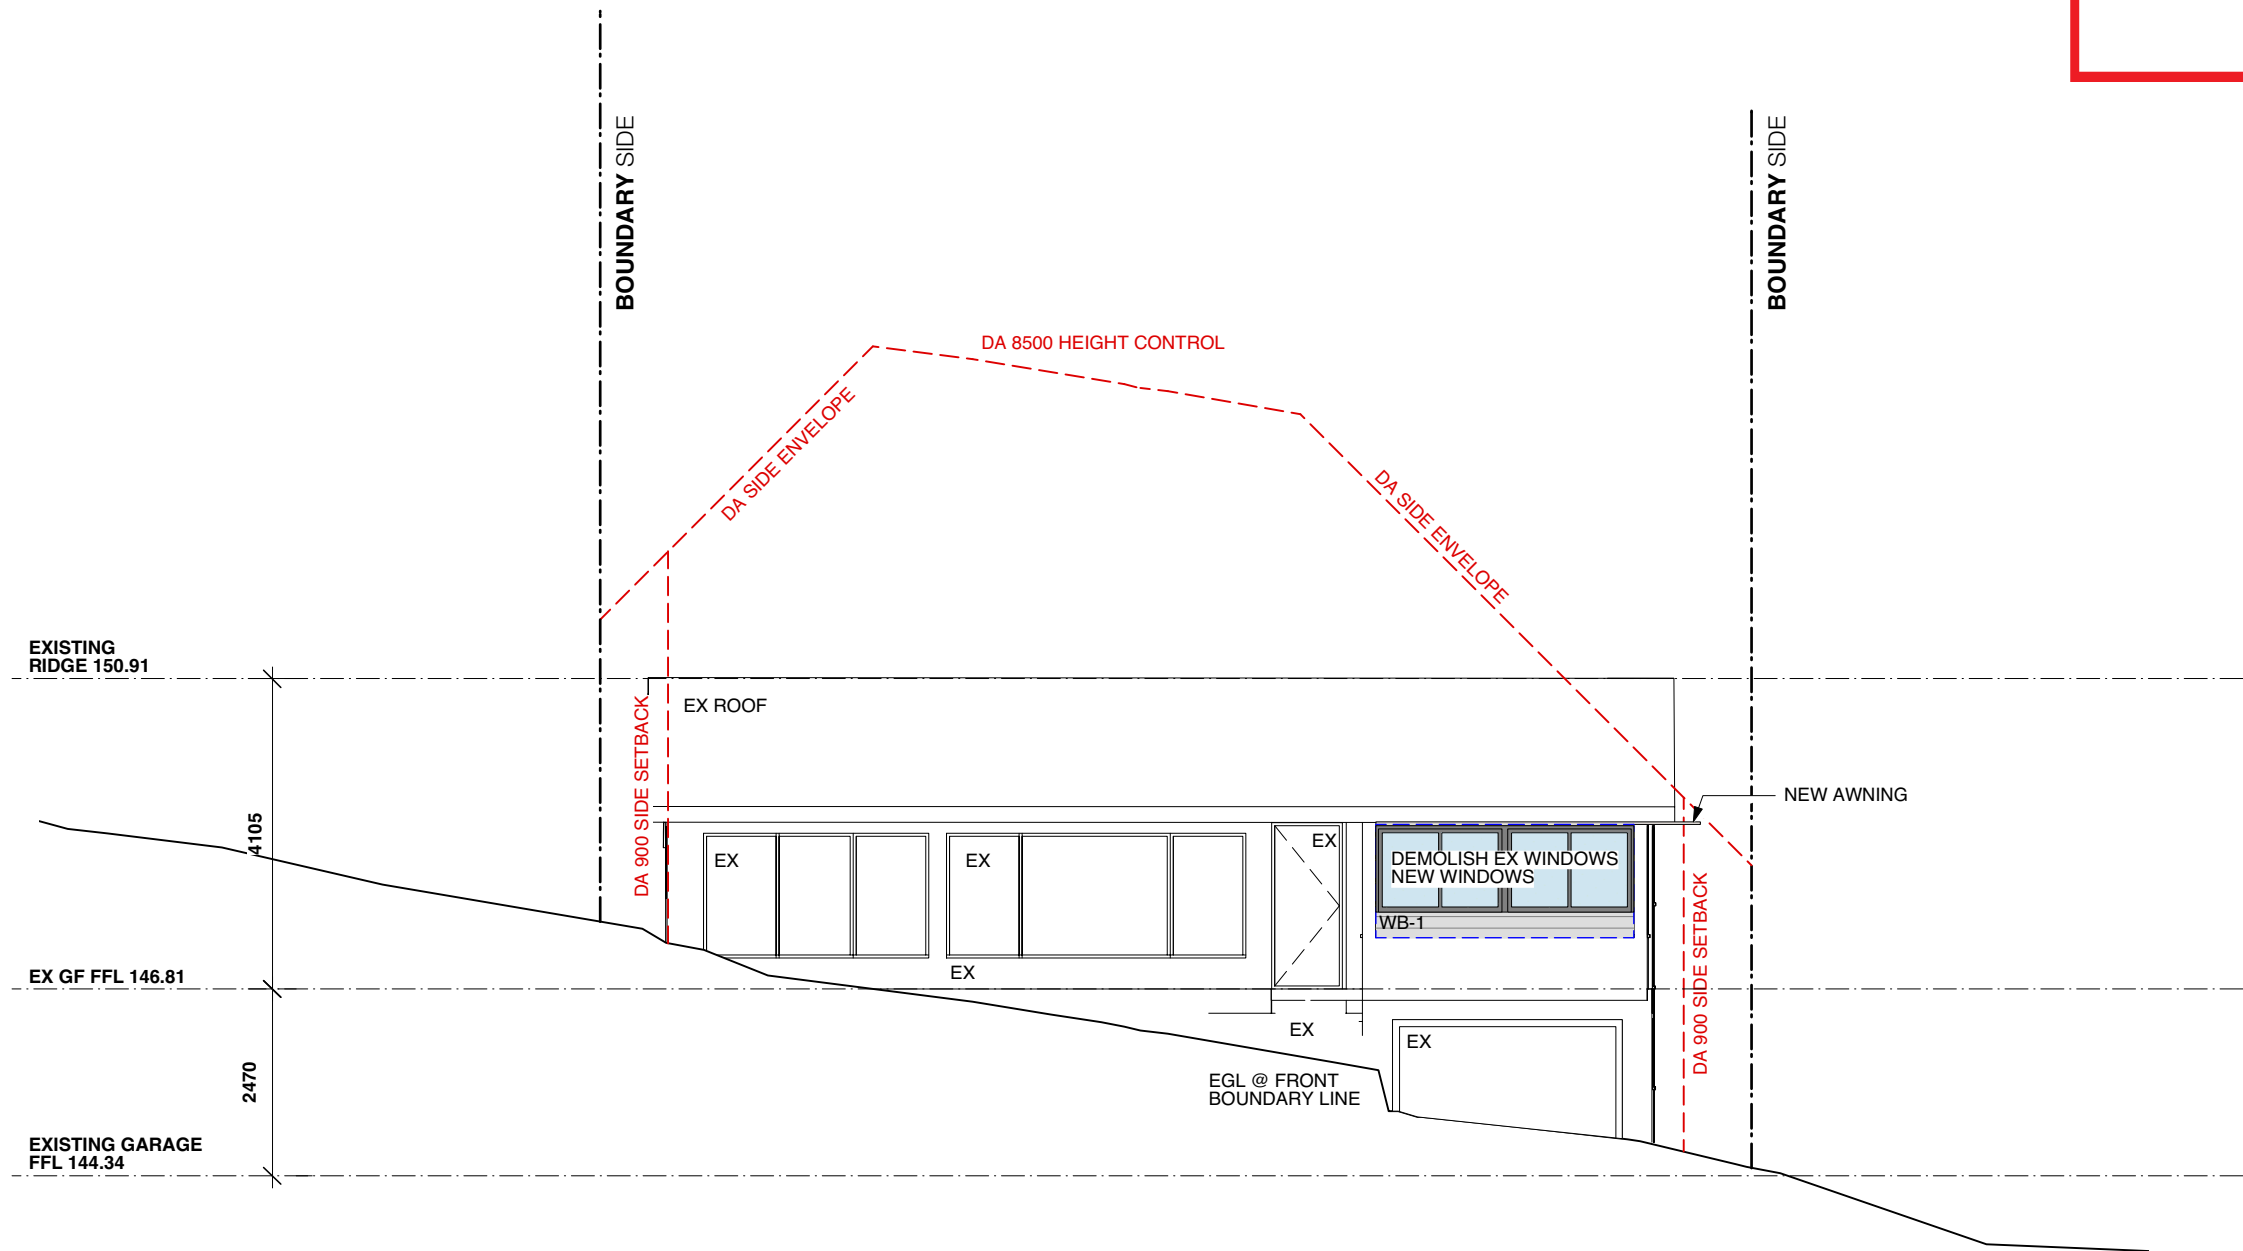 BOUNDARY SIDE
BOUNDARY SIDE
DA 8500 HEIGHT CONTROL
DA SIDE ENVELOPE
DA SIDE ENVELOPE
EXISTING
RIDGE 150.91
EX ROOF
DA 900 SIDE SETBACK
NEW AWNING
4105
EX
EX
EX
DEMOLISH EX WINDOWS
NEW WINDOWS
WB-1
DA 900 SIDE SETBACK
EX GF FFL 146.81
EX
EX
EX
2470
EGL @ FRONT
BOUNDARY LINE
EXISTING GARAGE
FFL 144.34